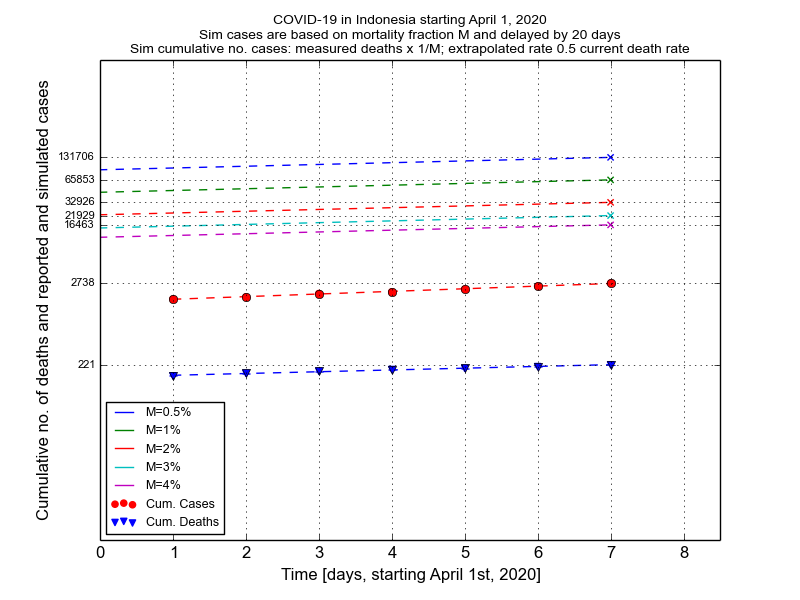 COVID-19 in Indonesia starting April 1, 2020
Sim cases are based on mortality fraction M and delayed by 20 days
Sim cumulative no. cases: measured deaths x 1/M; extrapolated rate 0.5 current death rate
Cumulative no. of deaths and reported and simulated cases
131706
65853
32926
21929
16463
2738
221
M=0.5%
M=1%
M=2%
M=3%
M=4%
Cum. Cases
Cum. Deaths
0 1 2 3 4 5 6 7 8
Time [days, starting April 1st, 2020]